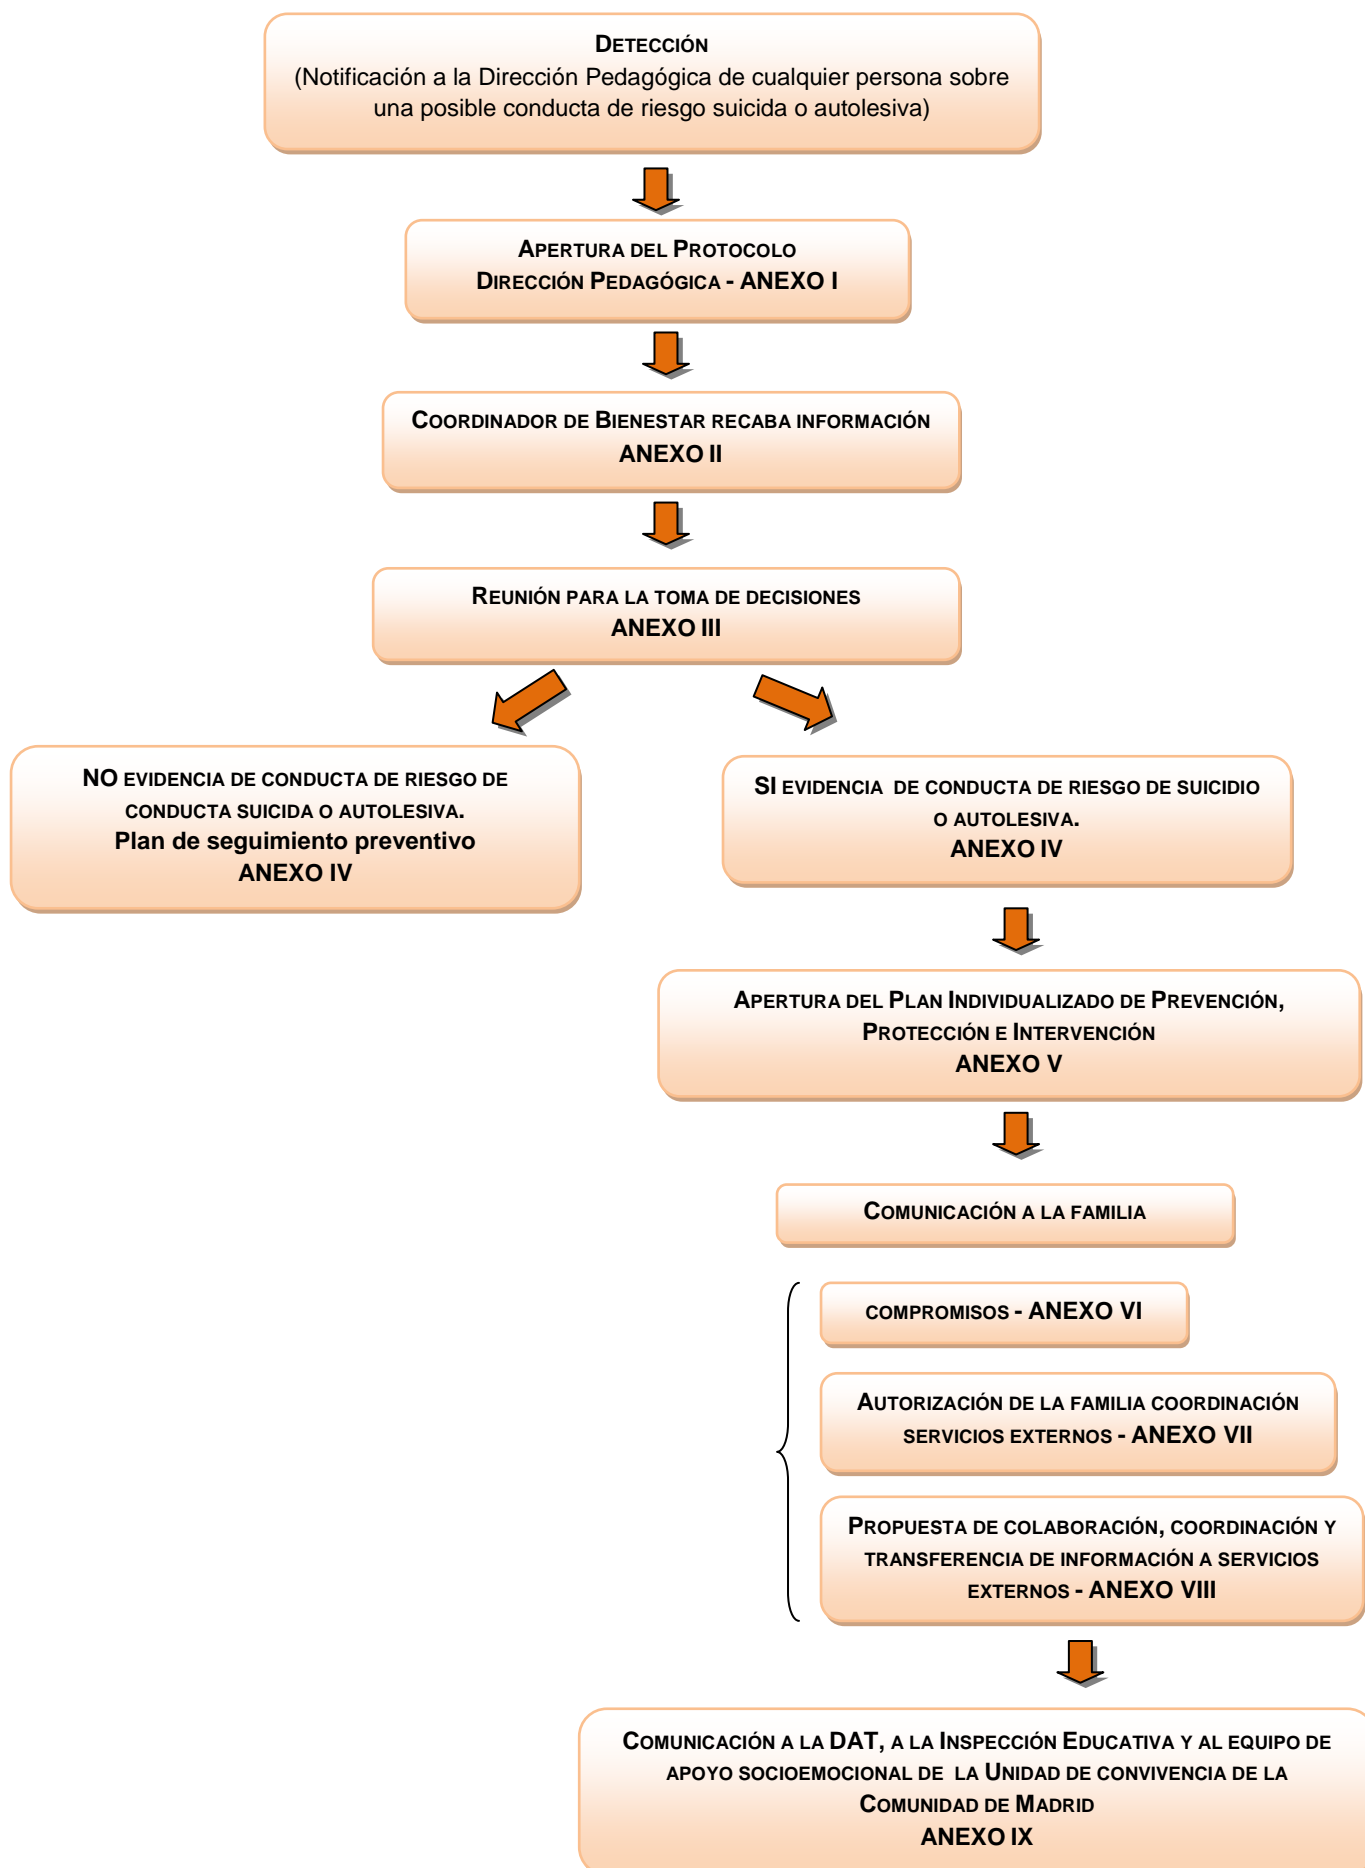 DETECCIÓN
(Notificación a la Dirección Pedagógica de cualquier persona sobre
una posible conducta de riesgo suicida o autolesiva)
APERTURA DEL PROTOCOLO
DIRECCIÓN PEDAGÓGICA - ANEXO I
COORDINADOR DE BIENESTAR RECABA INFORMACIÓN
ANEXO II
REUNIÓN PARA LA TOMA DE DECISIONES
ANEXO III
NO EVIDENCIA DE CONDUCTA DE RIESGO DE
CONDUCTA SUICIDA O AUTOLESIVA.
Plan de seguimiento preventivo
ANEXO IV
SI EVIDENCIA DE CONDUCTA DE RIESGO DE SUICIDIO
O AUTOLESIVA.
ANEXO IV
APERTURA DEL PLAN INDIVIDUALIZADO DE PREVENCIÓN,
PROTECCIÓN E INTERVENCIÓN
ANEXO V
COMUNICACIÓN A LA FAMILIA
COMPROMISOS - ANEXO VI
AUTORIZACIÓN DE LA FAMILIA COORDINACIÓN
SERVICIOS EXTERNOS - ANEXO VII
PROPUESTA DE COLABORACIÓN, COORDINACIÓN Y
TRANSFERENCIA DE INFORMACIÓN A SERVICIOS
EXTERNOS - ANEXO VIII
COMUNICACIÓN A LA DAT, A LA INSPECCIÓN EDUCATIVA Y AL EQUIPO DE
APOYO SOCIOEMOCIONAL DE LA UNIDAD DE CONVIVENCIA DE LA
COMUNIDAD DE MADRID
ANEXO IX